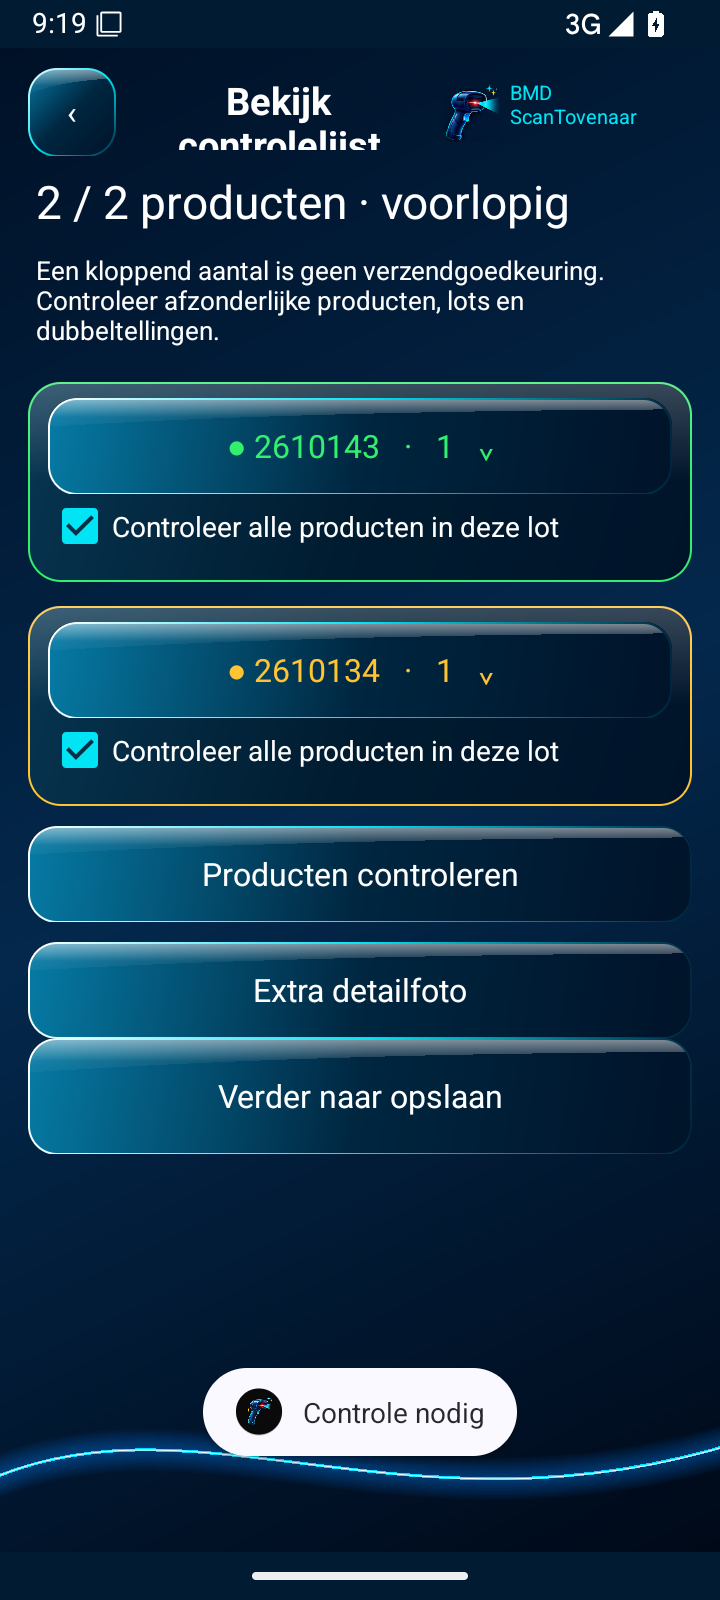 9:19
3G
‹
Bekijk
controlelijst
BMD
ScanTovenaar
2 / 2 producten · voorlopig
Een kloppend aantal is geen verzendgoedkeuring.
Controleer afzonderlijke producten, lots en
dubbeltellingen.
● 2610143 · 1 ˅
Controleer alle producten in deze lot
● 2610134 · 1 ˅
Controleer alle producten in deze lot
Producten controleren
Extra detailfoto
Verder naar opslaan
Controle nodig